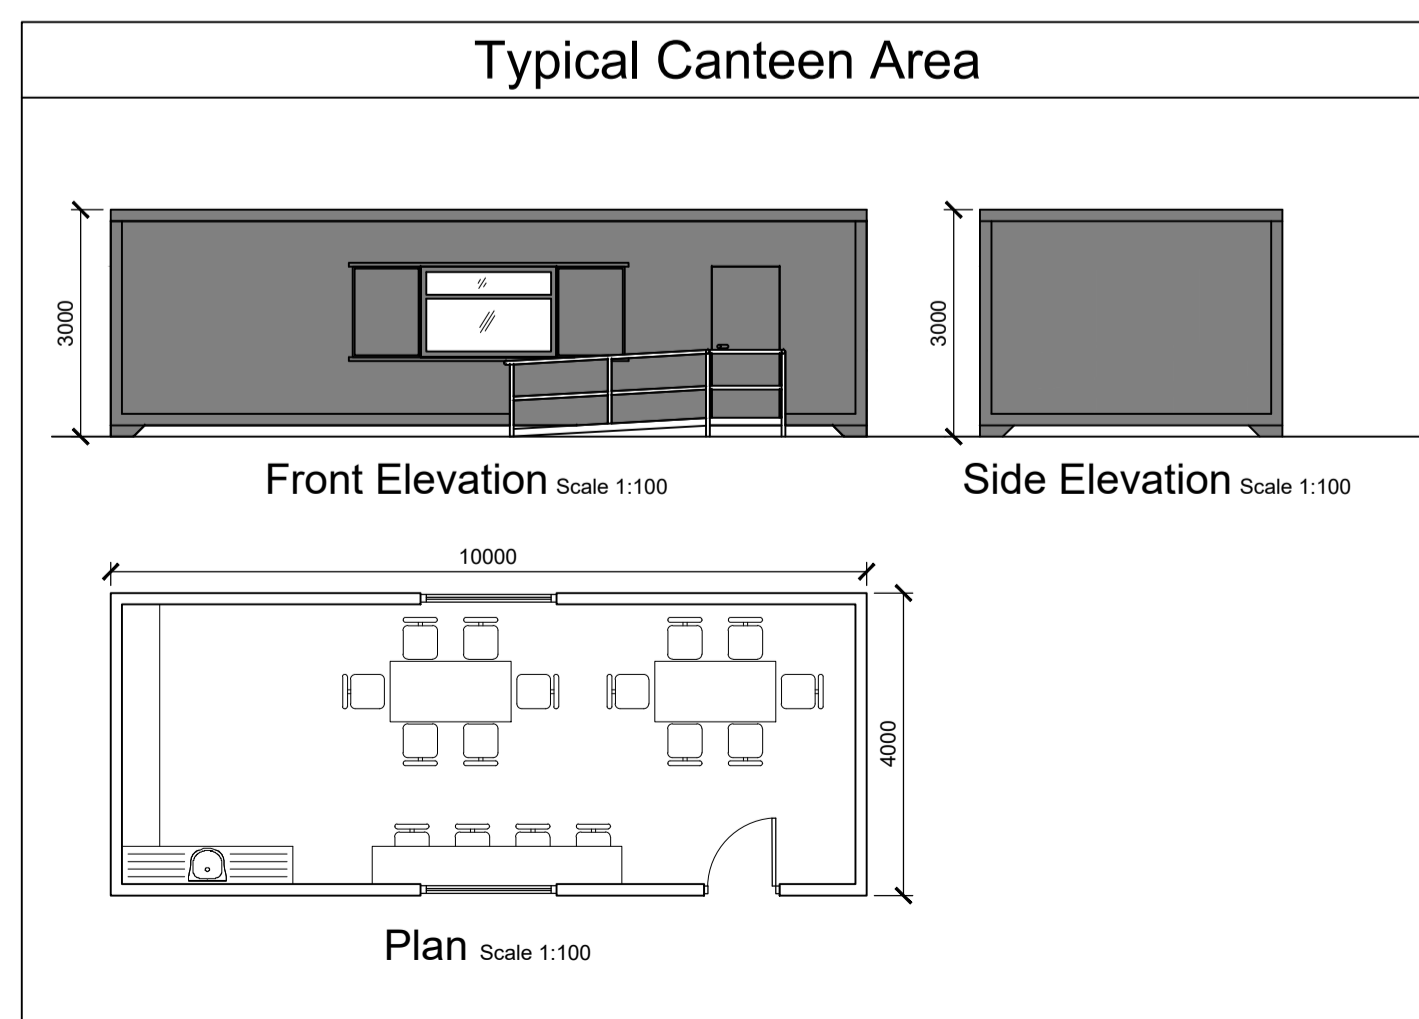 Typical Canteen Area
3000
3000
Front Elevation Scale 1:100
Side Elevation Scale 1:100
10000
4000
Plan Scale 1:100